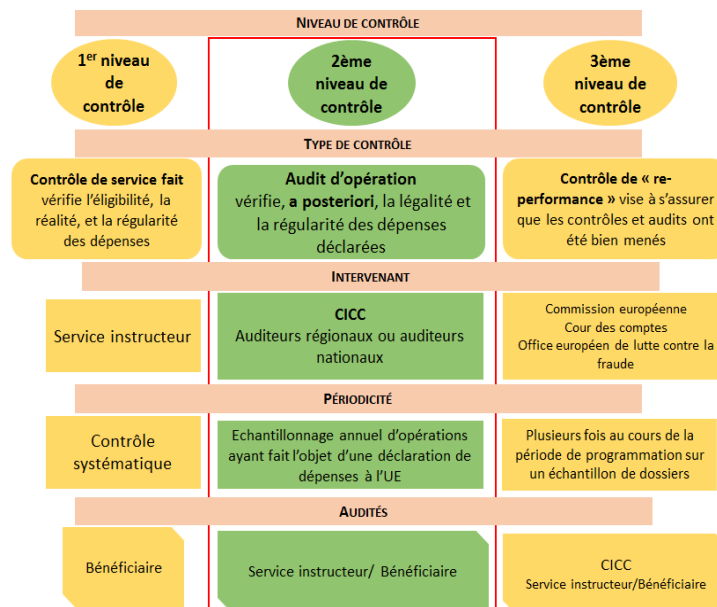 NIVEAU DE CONTRÔLE
1er niveau
de
contrôle
2ème
niveau de
contrôle
3ème
niveau de
contrôle
TYPE DE CONTRÔLE
Contrôle de service fait
vérifie l'éligibilité, la
réalité, et la régularité
des dépenses
Audit d'opération
vérifie, a posteriori, la légalité et
la régularité des dépenses
déclarées
Contrôle de « re-
performance » vise à s'assurer
que les contrôles et audits ont
été bien menés
INTERVENANT
Service instructeur
CICC
Auditeurs régionaux ou auditeurs
nationaux
Commission européenne
Cour des comptes
Office européen de lutte contre la
fraude
PÉRIODICITÉ
Contrôle
systématique
Echantillonnage annuel d'opérations
ayant fait l'objet d'une déclaration de
dépenses à l'UE
Plusieurs fois au cours de la
période de programmation sur
un échantillon de dossiers
AUDITÉS
Bénéficiaire
Service instructeur/ Bénéficiaire
CICC
Service instructeur/Bénéficiaire